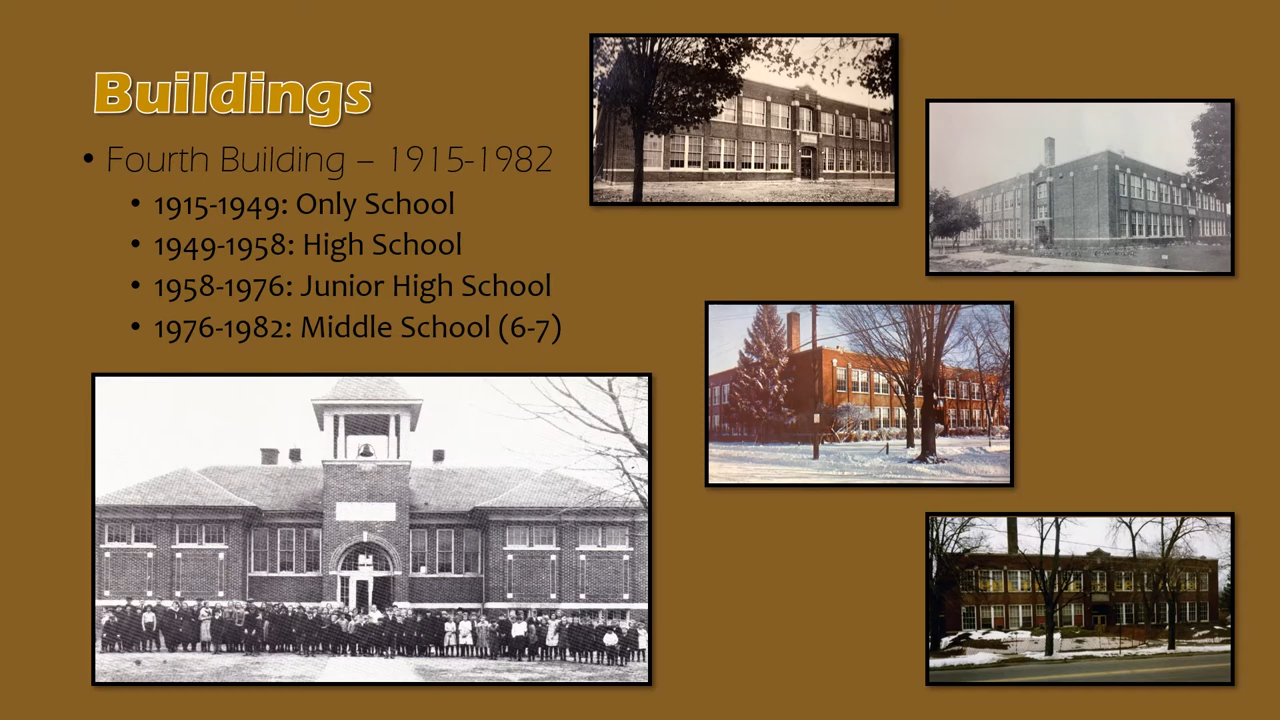 Buildings
• Fourth Building – 1915-1982
• 1915-1949: Only School
• 1949-1958: High School
• 1958-1976: Junior High School
• 1976-1982: Middle School (6-7)